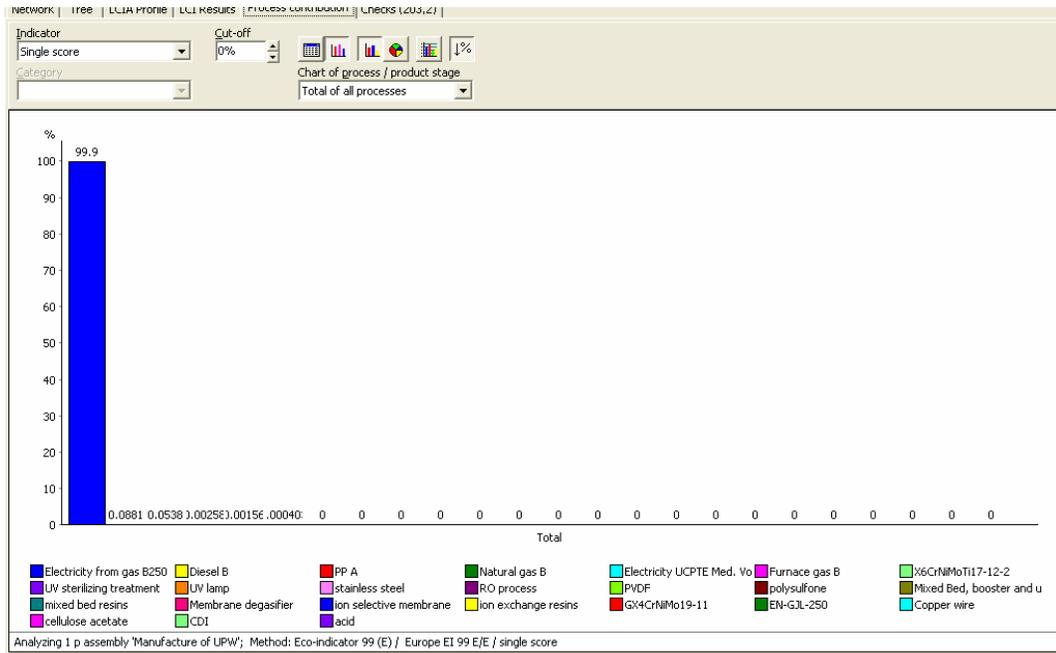 Network Tree LCIA Profile LCI Results Process contribution Checks (203,2)
Indicator Cut-off
Single score 0%
Category Chart of process / product stage
Total of all processes
%
99.9
100
90
80
70
60
50
40
30
20
10
0.0881 0.0538 0 0 0 0 0 0 0 0 0 0 0 0 0 0 0 0 0 0
0
Total
Electricity from gas B250 Diesel B PP A Natural gas B Electricity UCPTE Med. Vo Furnace gas B X6CrNiMoTi17-12-2
UV sterilizing treatment UV lamp stainless steel RO process PVDF polysulfone Mixed Bed, booster and u
mixed bed resins Membrane degasifier ion selective membrane ion exchange resins GX4CrNiMo19-11 EN-GJL-250 Copper wire
cellulose acetate CDI acid
Analyzing 1 p assembly 'Manufacture of UPW'; Method: Eco-indicator 99 (E) / Europe EI 99 E/E / single score